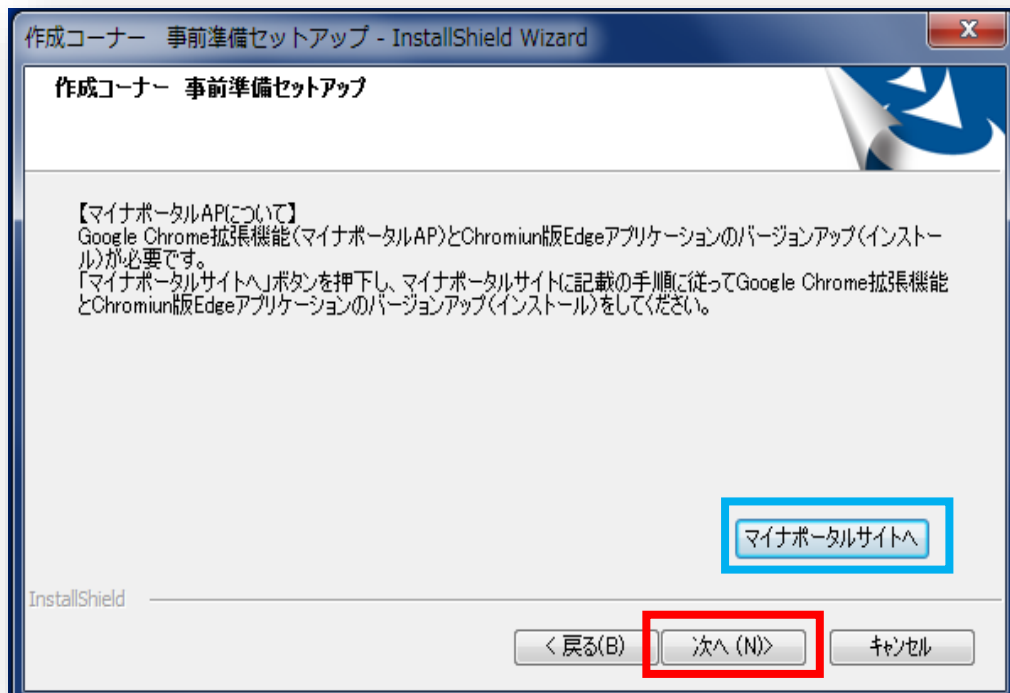 作成コーナー　事前準備セットアップ - InstallShield Wizard
作成コーナー 事前準備セットアップ
【マイナポータルAPについて】
Google Chrome拡張機能(マイナポータルAP)とChromiun版Edgeアプリケーションのバージョンアップ(インストー
ル)が必要です。
「マイナポータルサイトへ」ボタンを押下し、マイナポータルサイトに記載の手順に従ってGoogle Chrome拡張機能
とChromiun版Edgeアプリケーションのバージョンアップ(インストール)をしてください。
マイナポータルサイトへ
InstallShield
< 戻る(B)
次へ (N)>
キャンセル